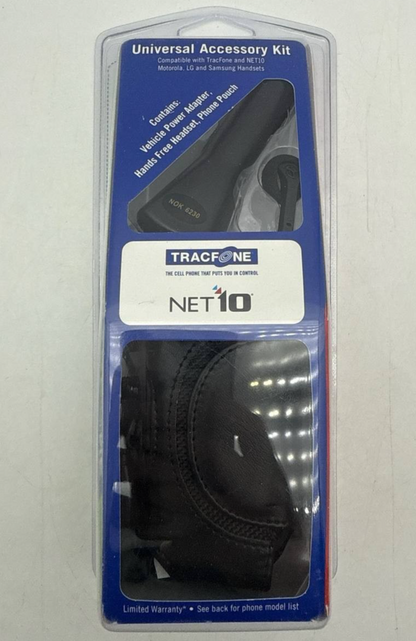 Universal Accessory Kit
Compatible with TracFone and NET10
Motorola, LG and Samsung Handsets
Contains:
Vehicle Power Adapter,
Hands Free Headset, Phone Pouch
NOK 6230
TRACFONE
THE CELL PHONE THAT PUTS YOU IN CONTROL
NET10
Limited Warranty* • See back for phone model list